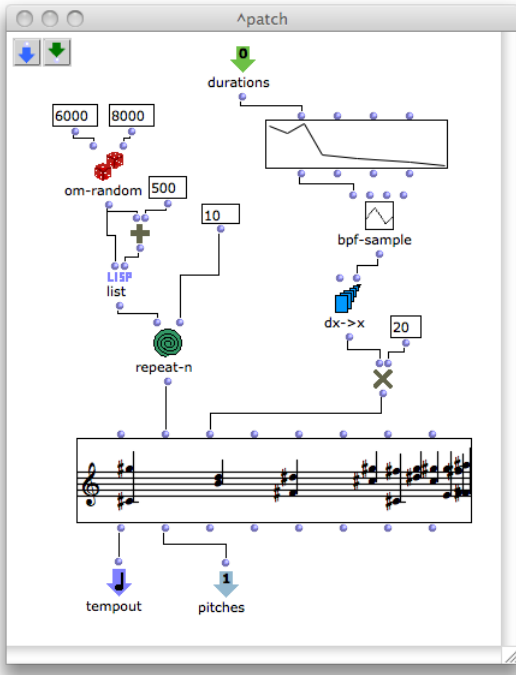 ^patch
0
durations
6000 8000
om-random
500
10
bpf-sample
LISP
list
dx->x
20
repeat-n
1
tempout
pitches